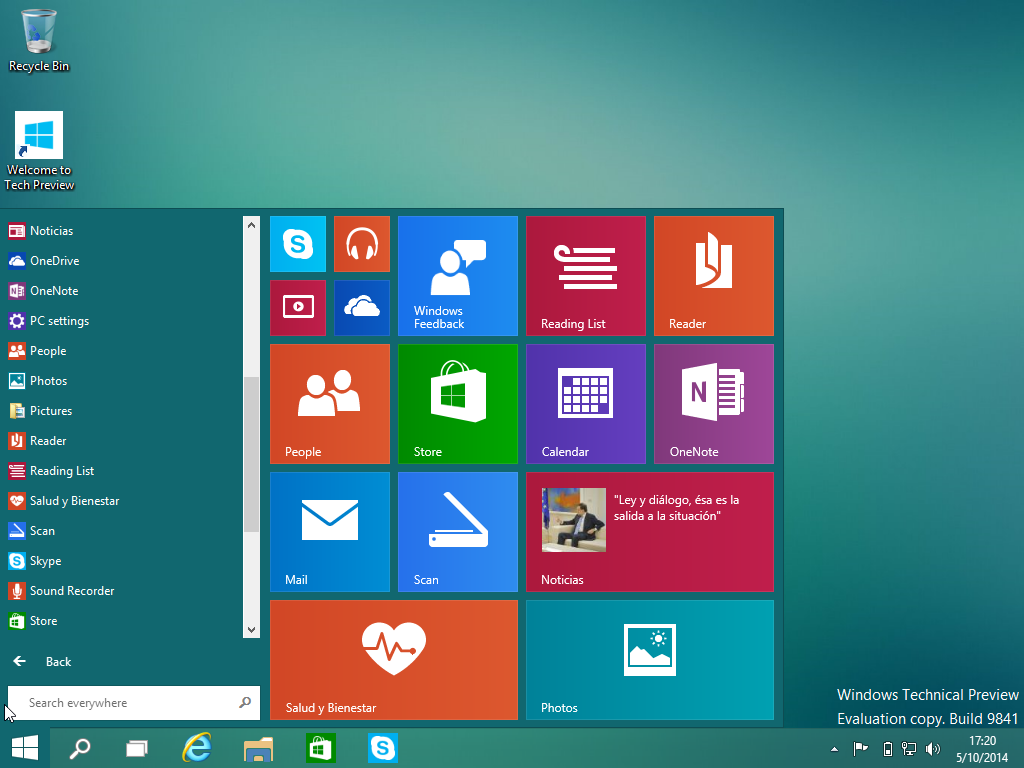 Recycle Bin
Welcome to
Tech Preview
Noticias
OneDrive
OneNote
PC settings
People
Photos
Pictures
Reader
Reading List
Salud y Bienestar
Scan
Skype
Sound Recorder
Store
Back
Search everywhere
Windows
Feedback
Reading List
Reader
People
Store
Calendar
OneNote
Mail
Scan
"Ley y diálogo, ésa es la
salida a la situación"
Noticias
Salud y Bienestar
Photos
Windows Technical Preview
Evaluation copy. Build 9841
17:20
5/10/2014